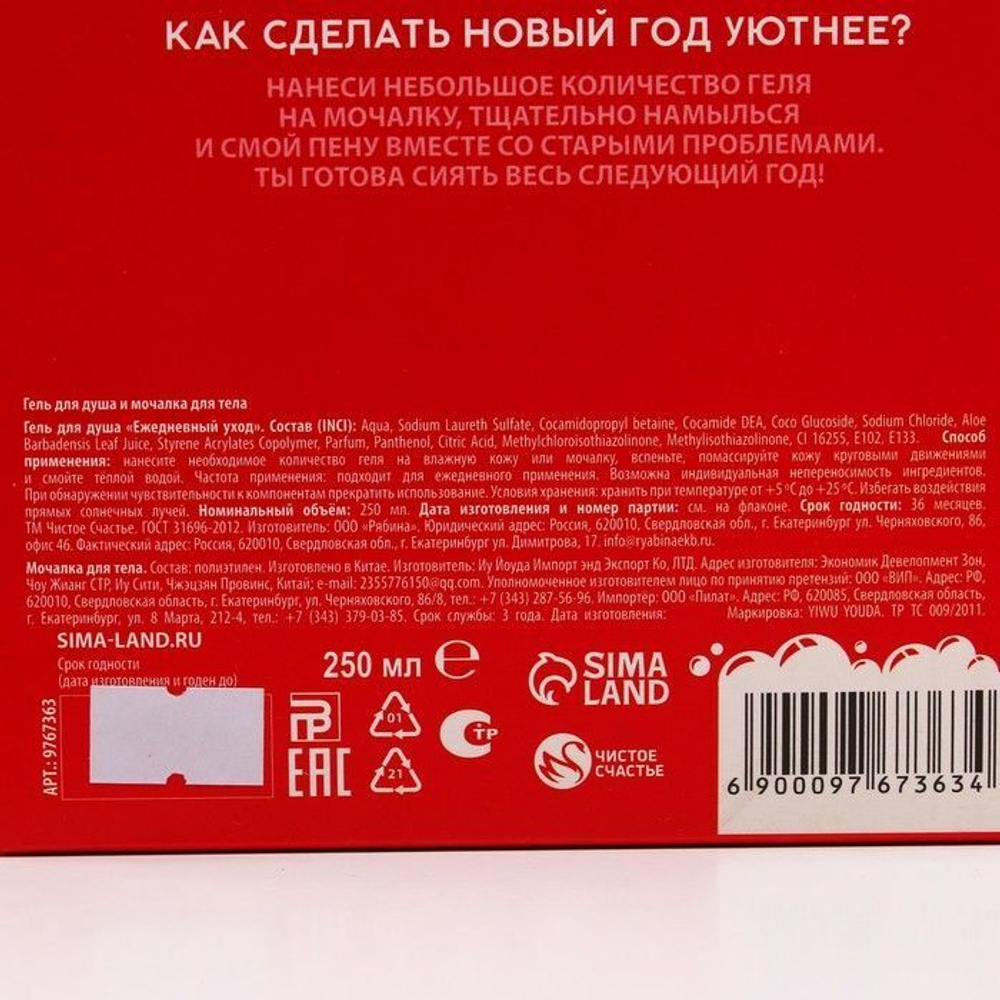 КАК СДЕЛАТЬ НОВЫЙ ГОД УЮТНЕЕ?
НАНЕСИ НЕБОЛЬШОЕ КОЛИЧЕСТВО ГЕЛЯ
НА МОЧАЛКУ, ТЩАТЕЛЬНО НАМЫЛЬСЯ
И СМОЙ ПЕНУ ВМЕСТЕ СО СТАРЫМИ ПРОБЛЕМАМИ.
ТЫ ГОТОВА СИЯТЬ ВЕСЬ СЛЕДУЮЩИЙ ГОД!
Гель для душа и мочалка для тела
Гель для душа «Ежедневный уход». Состав (INCI): Aqua, Sodium Laureth Sulfate, Cocamidopropyl betaine, Cocamide DEA, Coco Glucoside, Sodium Chloride, Aloe
Barbadensis Leaf Juice, Styrene Acrylates Copolymer, Parfum, Panthenol, Citric Acid, Methylchloroisothiazolinone, Methylisothiazolinone, CI 16255, E102, E133. Способ
применения: нанесите необходимое количество геля на влажную кожу или мочалку, вспеньте, помассируйте кожу круговыми движениями
и смойте тёплой водой. Частота применения: подходит для ежедневного применения. Возможна индивидуальная непереносимость ингредиентов.
При обнаружении чувствительности к компонентам прекратить использование. Условия хранения: хранить при температуре от +5 °С до +25 °С. Избегать воздействия
прямых солнечных лучей. Номинальный объём: 250 мл. Дата изготовления и номер партии: см. на флаконе. Срок годности: 36 месяцев.
ТМ Чистое Счастье. ГОСТ 31696-2012. Изготовитель: ООО «Рябина». Юридический адрес: Россия, 620010, Свердловская обл., г. Екатеринбург ул. Черняховского, 86,
офис 46. Фактический адрес: Россия, 620010, Свердловская обл., г. Екатеринбург ул. Димитрова, 17. info@ryabinaekb.ru.
Мочалка для тела. Состав: полиэтилен. Изготовлено в Китае. Изготовитель: Иу Йоуда Импорт энд Экспорт Ко, ЛТД. Адрес изготовителя: Экономик Девелопмент Зон,
Чоу Жианг СТР, Иу Сити, Чжэцзян Провинс, Китай; e-mail: 2355776150@qq.com. Уполномоченное изготовителем лицо по принятию претензий: ООО «ВИП». Адрес: РФ,
620010, Свердловская область, г. Екатеринбург, ул. Черняховского, 86/8, тел.: +7 (343) 287-56-96. Импортёр: ООО «Пилат». Адрес: РФ, 620085, Свердловская область,
г. Екатеринбург, ул. 8 Марта, 212-4, тел.: +7 (343) 379-03-85. Срок службы: 3 года. Дата изготовления: Маркировка: YIWU YOUDA. ТР ТС 009/2011.
SIMA-LAND.RU
Срок годности
(дата изготовления и годен до)
250 мл ℮
АРТ.: 9767363
EAC
01
21
СТР
SIMA
LAND
ЧИСТОЕ
СЧАСТЬЕ
6 900097 673634